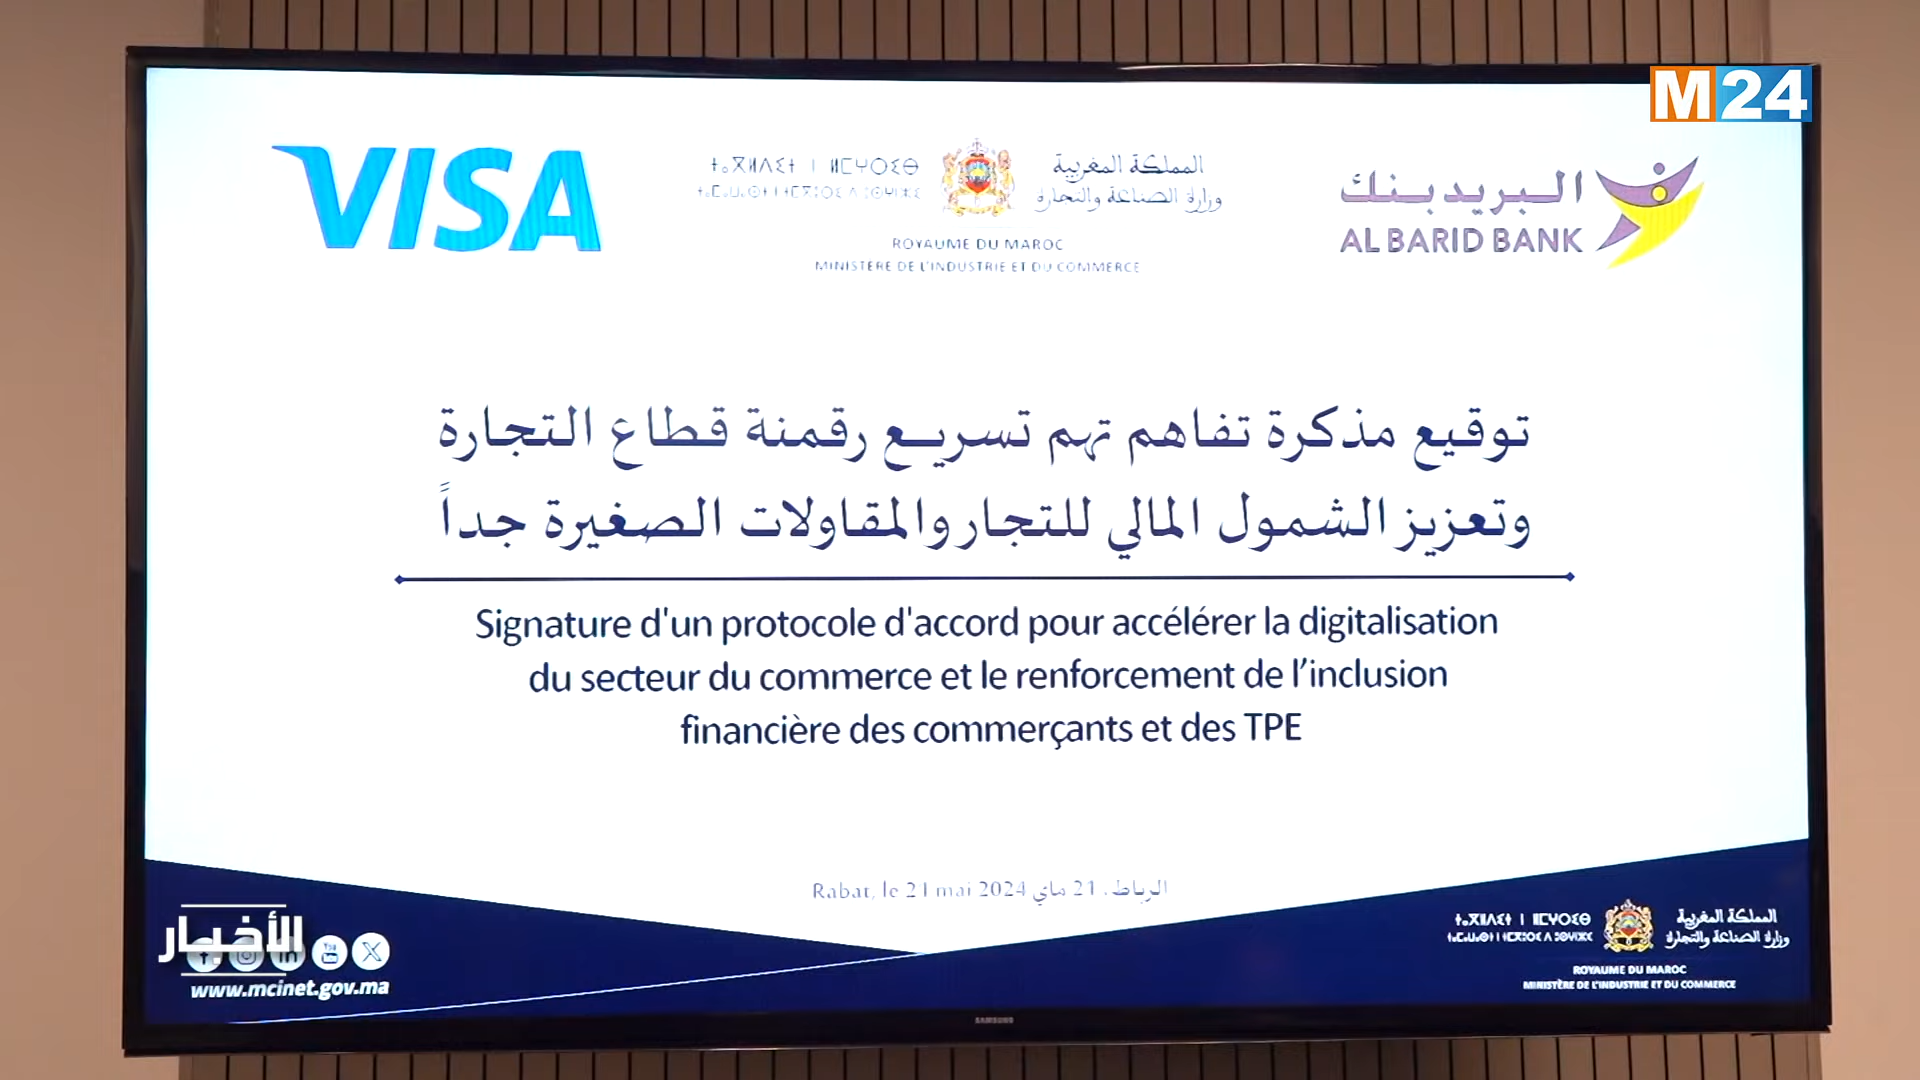 M24
VISA
ⵜⴰⴳⵍⴷⵉⵜ ⵏ ⵍⵎⵖⵔⵉⴱ
المملكة المغربية
وزارة الصناعة والتجارة
ROYAUME DU MAROC
MINISTERE DE L'INDUSTRIE ET DU COMMERCE
البريد بنك
AL BARID BANK
توقيع مذكرة تفاهم تهم تسريع رقمنة قطاع التجارة
وتعزيز الشمول المالي للتجار والمقاولات الصغيرة جداً
Signature d'un protocole d'accord pour accélérer la digitalisation
du secteur du commerce et le renforcement de l’inclusion
financière des commerçants et des TPE
Rabat, le 21 mai 2024 الرباط، 21 ماي
الأخبار
www.mcinet.gov.ma
ⵜⴰⴳⵍⴷⵉⵜ ⵏ ⵍⵎⵖⵔⵉⴱ
المملكة المغربية
وزارة الصناعة والتجارة
ROYAUME DU MAROC
MINISTÈRE DE L'INDUSTRIE ET DU COMMERCE
SAMSUNG